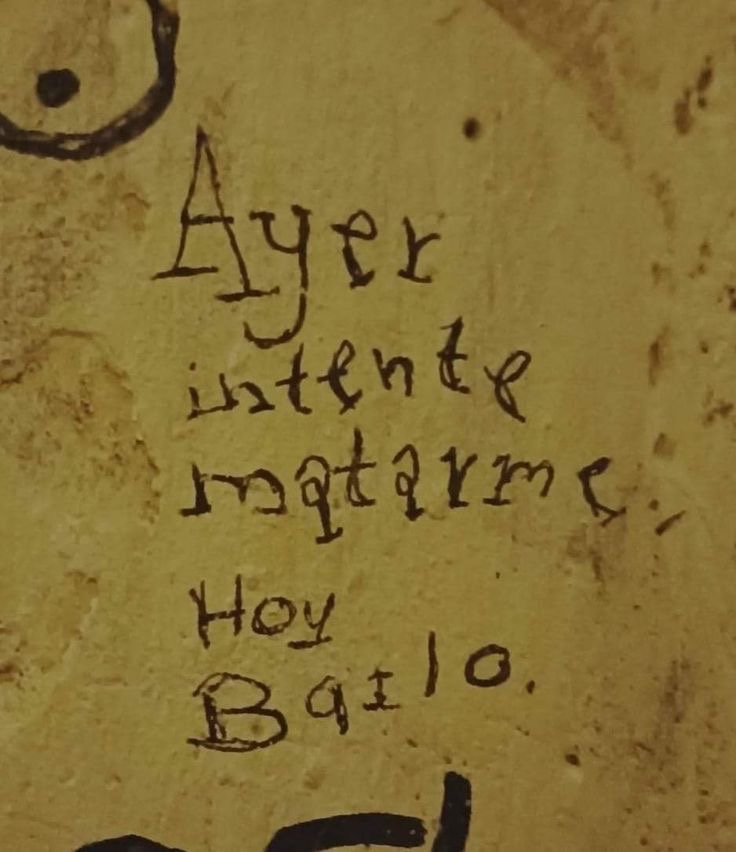 Ayer
intente
matarme.
Hoy
Bailo.